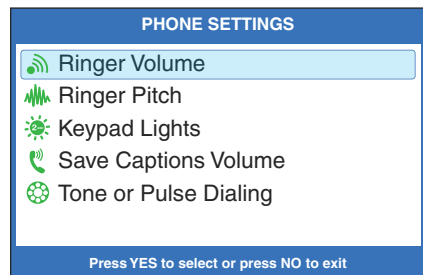 PHONE SETTINGS
Ringer Volume
Ringer Pitch
Keypad Lights
Save Captions Volume
Tone or Pulse Dialing
Press YES to select or press NO to exit